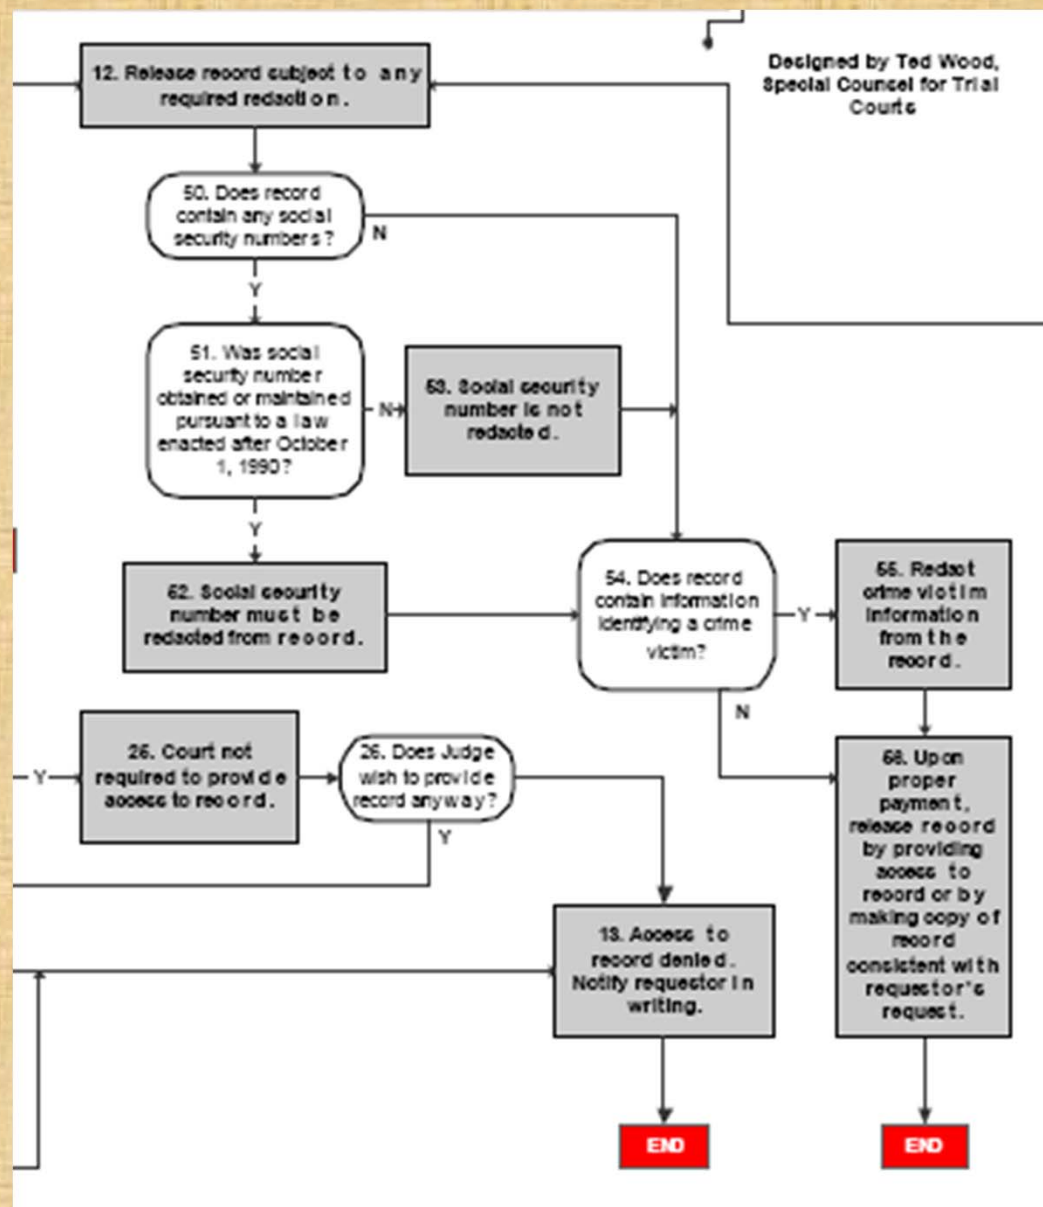 Designed by Ted Wood,
Special Counsel for Trial
Courts
12. Release record subject to any
required redaction.
50. Does record
contain any social
security numbers?
N
Y
51. Was social
security number
obtained or maintained
pursuant to a law
enacted after October
1, 1990?
N
53. Social security
number is not
redacted.
Y
52. Social security
number must be
redacted from record.
54. Does record
contain information
identifying a crime
victim?
Y
55. Redact
crime victim
information
from the
record.
N
Y
25. Court not
required to provide
access to record.
26. Does Judge
wish to provide
record anyway?
Y
56. Upon
proper
payment,
release record
by providing
access to
record or by
making copy of
record
consistent with
requestor's
request.
13. Access to
record denied.
Notify requestor in
writing.
END
END